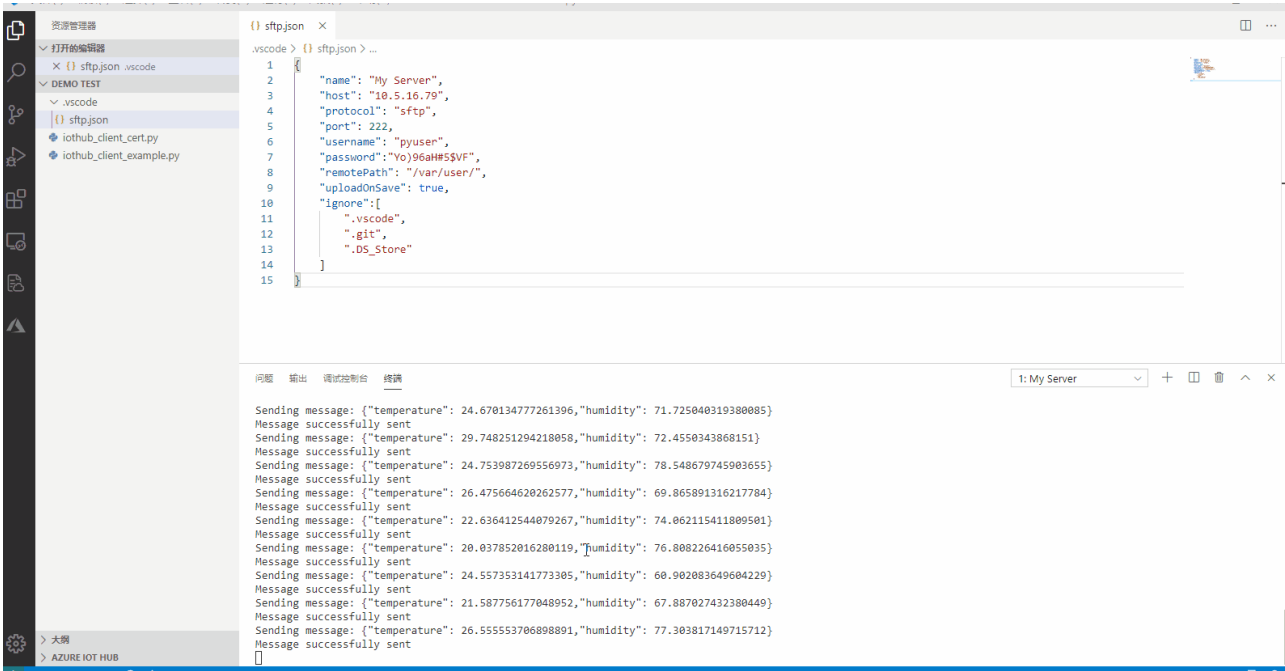 资源管理器
打开的编辑器
sftp.json .vscode
DEMO TEST
.vscode
{} sftp.json
iothub_client_cert.py
iothub_client_example.py
大纲
AZURE IOT HUB
{} sftp.json
.vscode > {} sftp.json > ...
1 {
2 "name": "My Server",
3 "host": "10.5.16.79",
4 "protocol": "sftp",
5 "port": 222,
6 "username": "pyuser",
7 "password":"Yo)96aH#5$VF",
8 "remotePath": "/var/user/",
9 "uploadOnSave": true,
10 "ignore":[
11 ".vscode",
12 ".git",
13 ".DS_Store"
14 ]
15 }
问题 输出 调试控制台 终端
1: My Server
Sending message: {"temperature": 24.670134777261396,"humidity": 71.725040319380085}
Message successfully sent
Sending message: {"temperature": 29.748251294218058,"humidity": 72.4550343868151}
Message successfully sent
Sending message: {"temperature": 24.753987269556973,"humidity": 78.548679745903655}
Message successfully sent
Sending message: {"temperature": 26.475664620262577,"humidity": 69.865891316217784}
Message successfully sent
Sending message: {"temperature": 22.636412544079267,"humidity": 74.062115411809501}
Message successfully sent
Sending message: {"temperature": 20.037852016280119,"humidity": 76.808226416055035}
Message successfully sent
Sending message: {"temperature": 24.557353141773305,"humidity": 60.902083649604229}
Message successfully sent
Sending message: {"temperature": 21.587756177048952,"humidity": 67.887027432380449}
Message successfully sent
Sending message: {"temperature": 26.555553706898891,"humidity": 77.303817149715712}
Message successfully sent